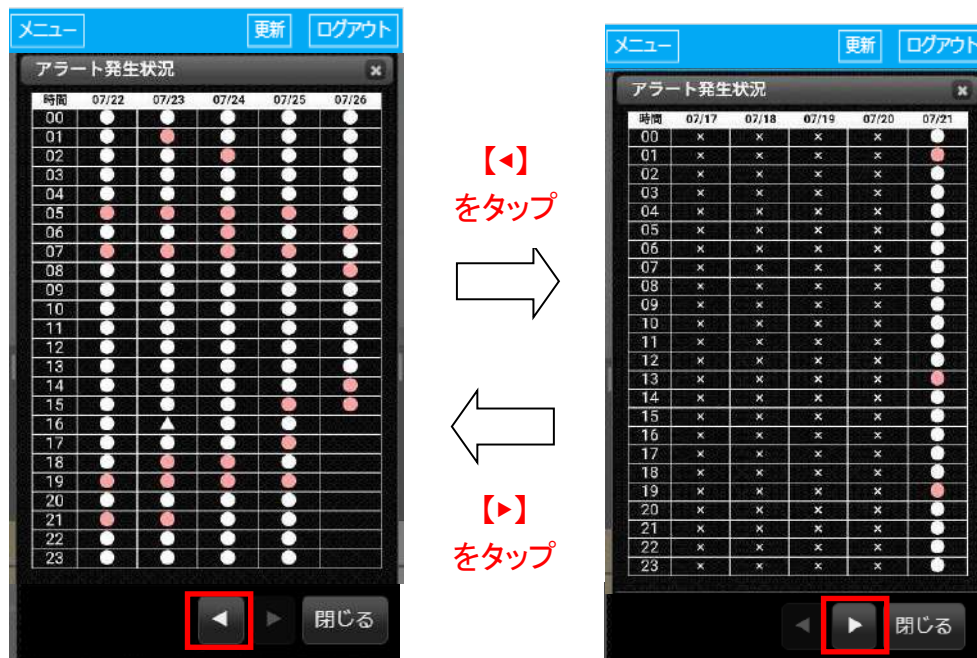 メニュー 更新 ログアウト
アラート発生状況 ×
時間 07/22 07/23 07/24 07/25 07/26
00 ● ● ● ● ●
01 ● ● ● ● ●
02 ● ● ● ● ●
03 ● ● ● ● ●
04 ● ● ● ● ●
05 ● ● ● ● ●
06 ● ● ● ● ●
07 ● ● ● ● ●
08 ● ● ● ● ●
09 ● ● ● ● ●
10 ● ● ● ● ●
11 ● ● ● ● ●
12 ● ● ● ● ●
13 ● ● ● ● ●
14 ● ● ● ● ●
15 ● ● ● ● ●
16 ● ▲ ● ●
17 ● ● ● ●
18 ● ● ● ●
19 ● ● ● ●
20 ● ● ● ●
21 ● ● ● ●
22 ● ● ● ●
23 ● ● ● ●
◀ ▶ 閉じる
【◀】
をタップ
【▶】
をタップ
メニュー 更新 ログアウト
アラート発生状況 ×
時間 07/17 07/18 07/19 07/20 07/21
00 × × × × ●
01 × × × × ●
02 × × × × ●
03 × × × × ●
04 × × × × ●
05 × × × × ●
06 × × × × ●
07 × × × × ●
08 × × × × ●
09 × × × × ●
10 × × × × ●
11 × × × × ●
12 × × × × ●
13 × × × × ●
14 × × × × ●
15 × × × × ●
16 × × × × ●
17 × × × × ●
18 × × × × ●
19 × × × × ●
20 × × × × ●
21 × × × × ●
22 × × × × ●
23 × × × × ●
◀ ▶ 閉じる